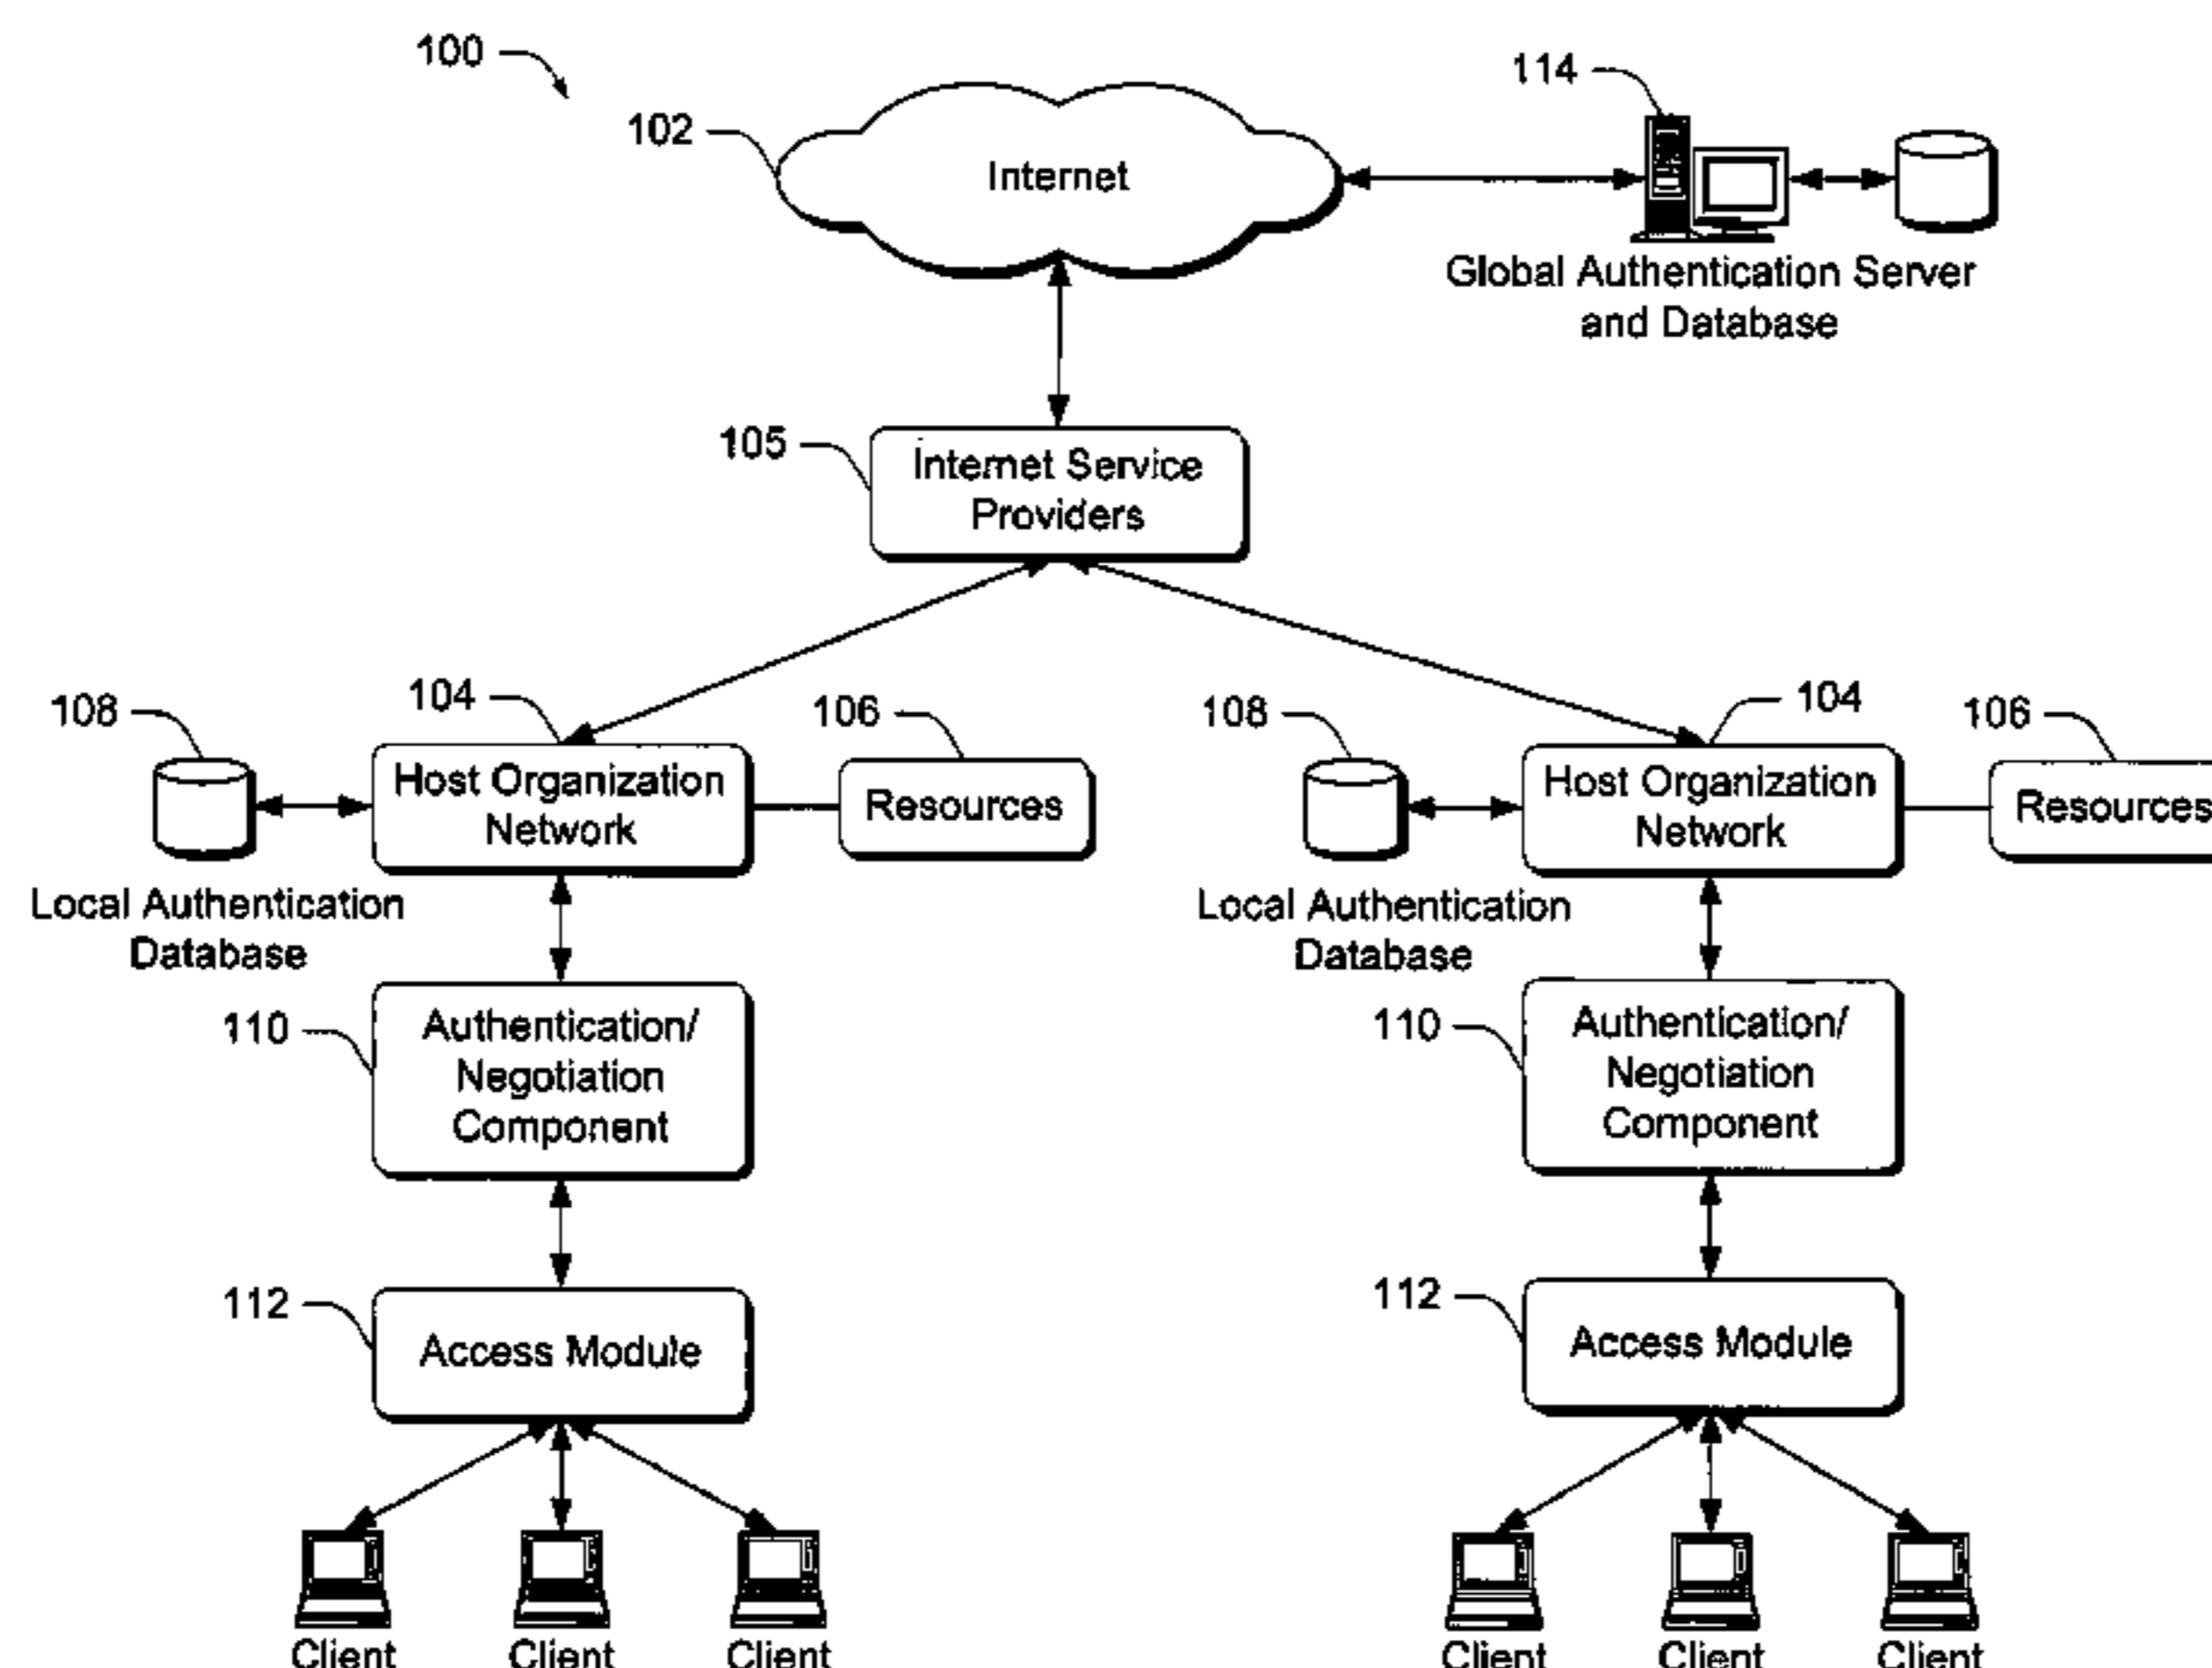 100
114
102
Internet
Global Authentication Server
and Database
105
Internet Service
Providers
108
104
106
Host Organization
Network
Resources
Local Authentication
Database
108
104
106
Host Organization
Network
Resources
Local Authentication
Database
110
Authentication/
Negotiation
Component
110
Authentication/
Negotiation
Component
112
Access Module
112
Access Module
Client
Client
Client
Client
Client
Client